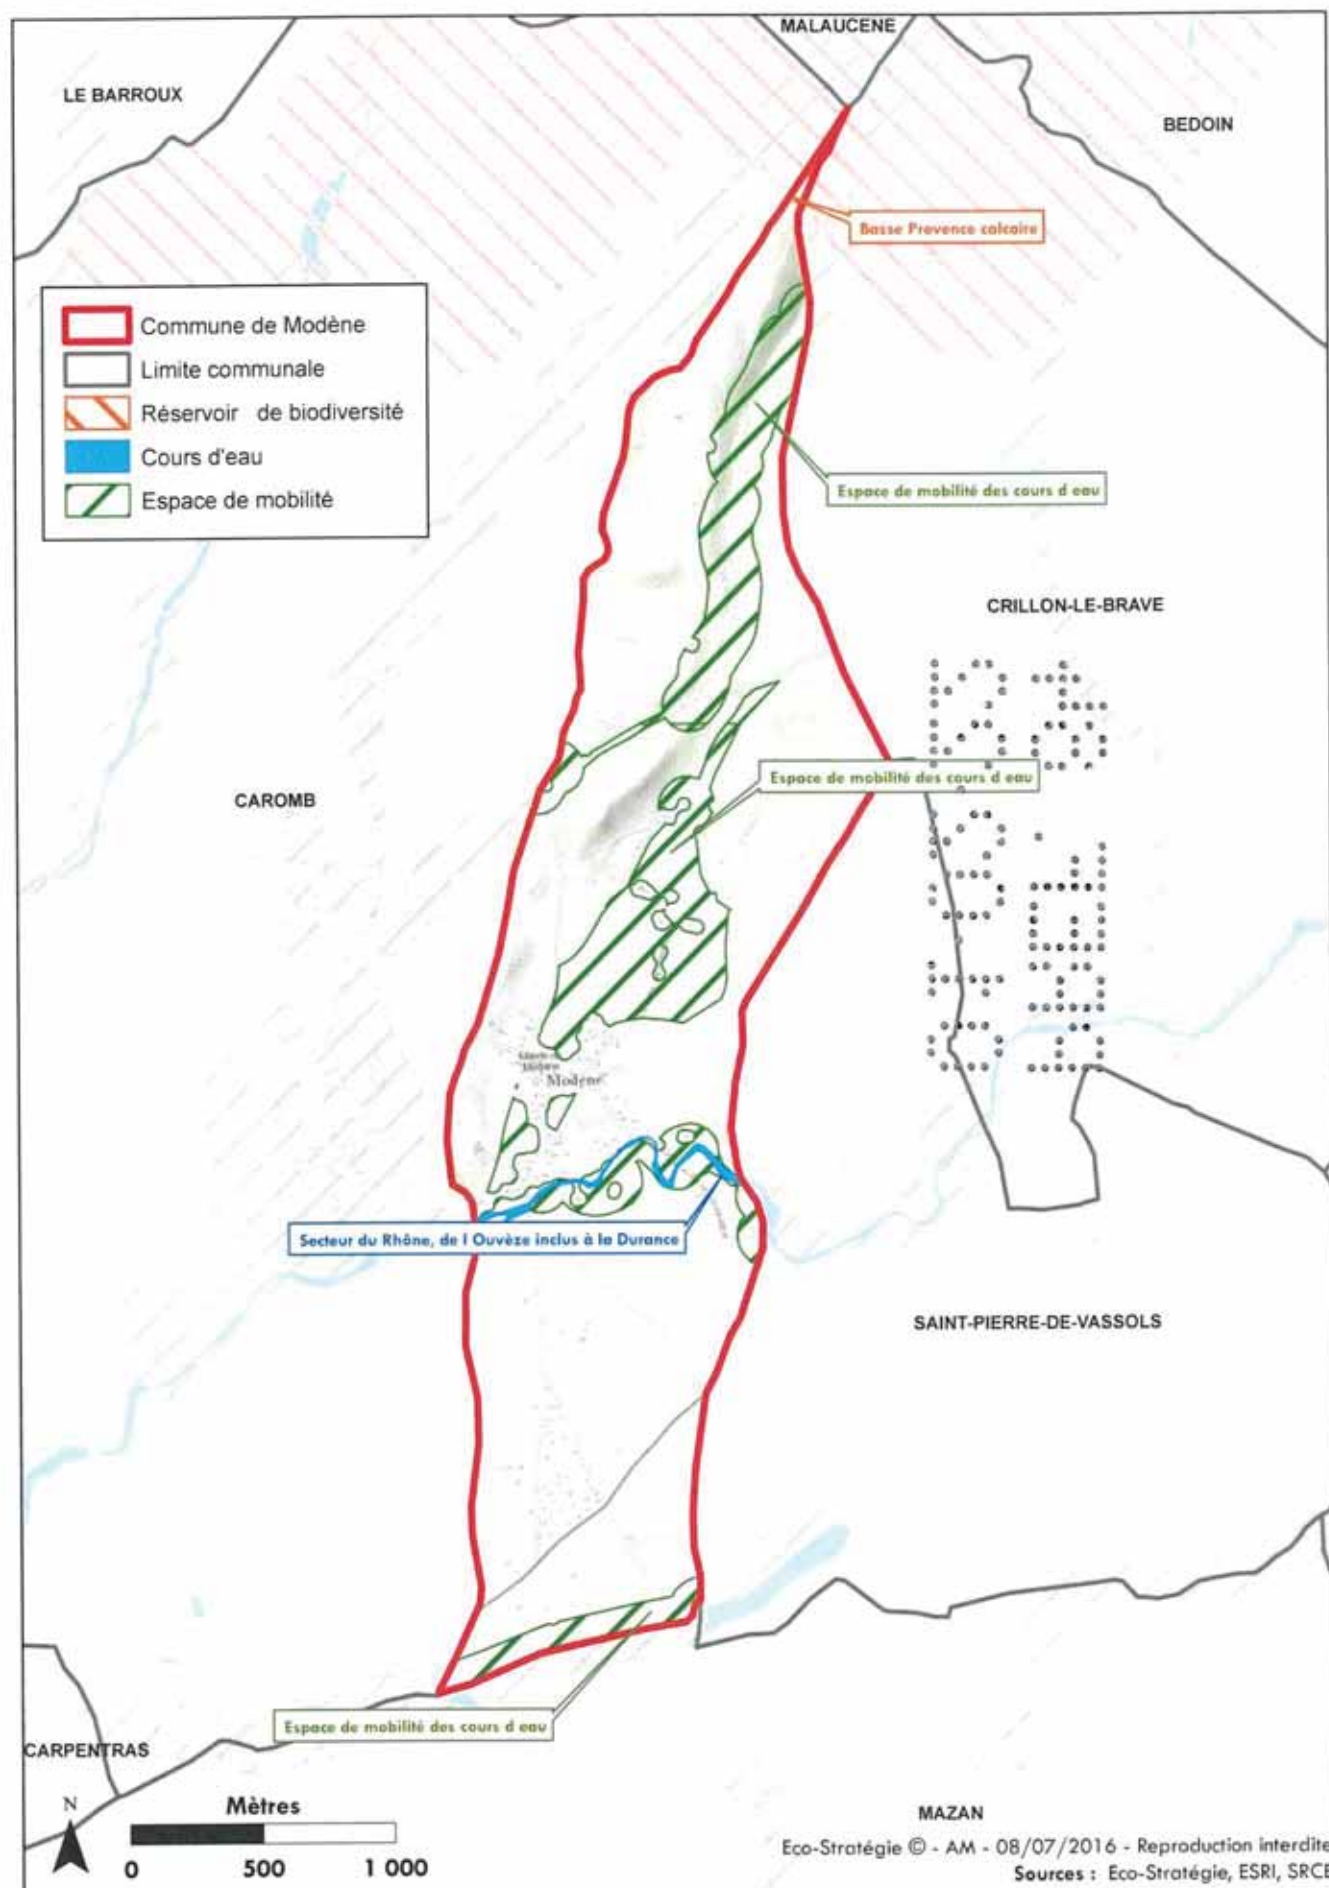 MALAUCENE
LE BARROUX
BEDOIN
Basse Provence calcaire
Commune de Modène
Limite communale
Réservoir de biodiversité
Cours d'eau
Espace de mobilité
Espace de mobilité des cours d eau
CRILLON-LE-BRAVE
Espace de mobilité des cours d eau
CAROMB
Modène
Secteur du Rhône, de l Ouvèze inclus à la Durance
SAINT-PIERRE-DE-VASSOLS
Espace de mobilité des cours d eau
CARPENTRAS
N
Mètres
0 500 1 000
MAZAN
Eco-Stratégie © - AM - 08/07/2016 - Reproduction interdite
Sources : Eco-Stratégie, ESRI, SRCE